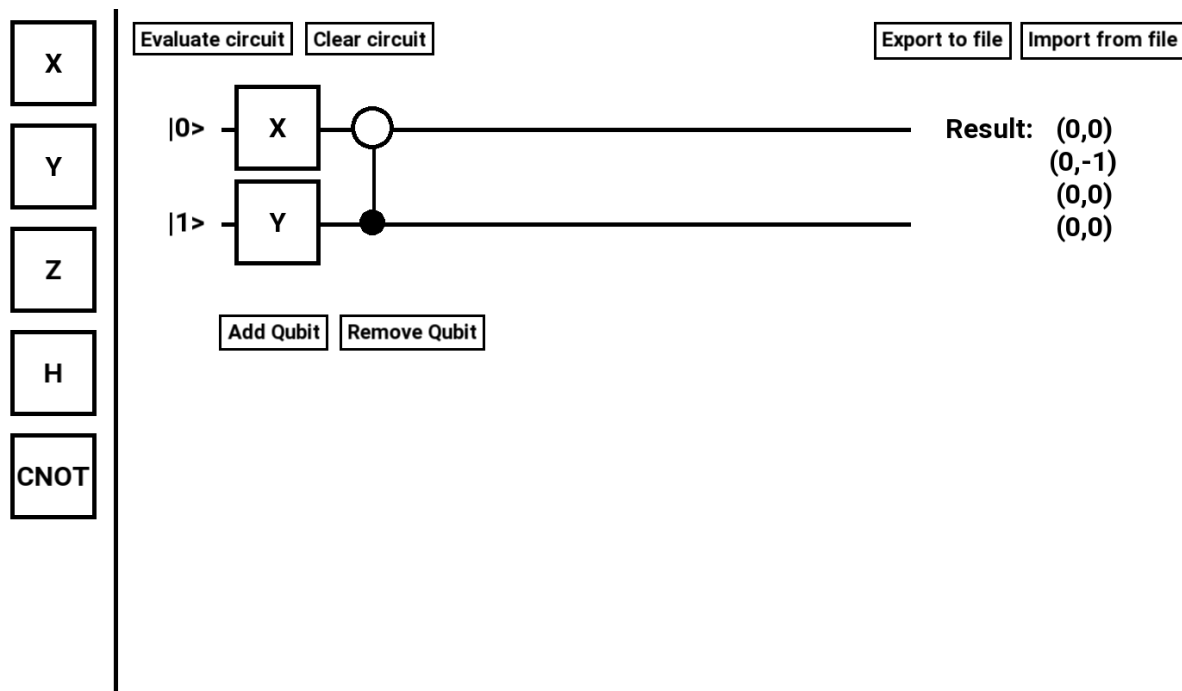 X
Y
Z
H
CNOT
Evaluate circuit Clear circuit
Export to file Import from file
|0> X
|1> Y
Result: (0,0)
(0,-1)
(0,0)
(0,0)
Add Qubit Remove Qubit